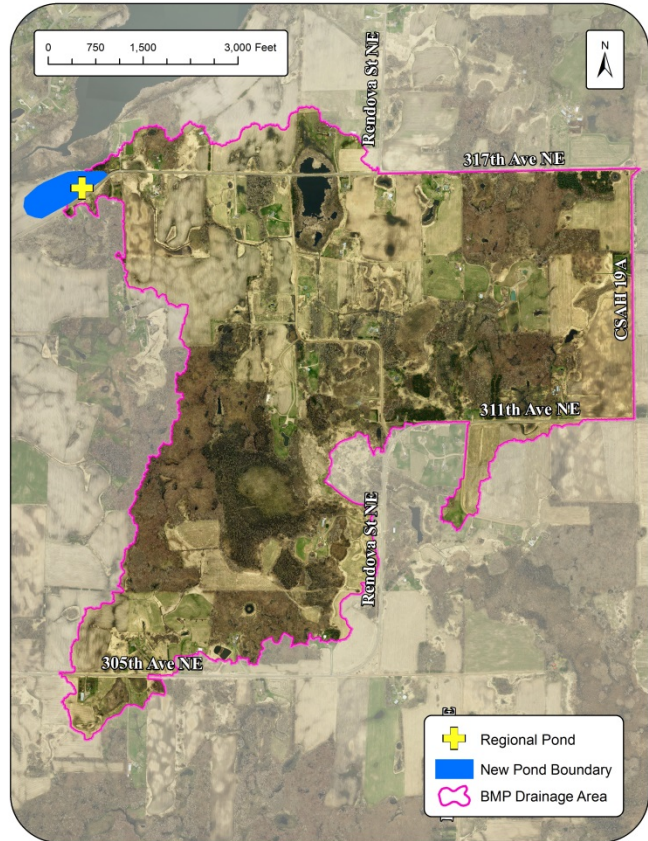 0 750 1,500 3,000 Feet
N
Rendova St NE
317th Ave NE
CSAH 19A
311th Ave NE
Rendova St NE
305th Ave NE
Regional Pond
New Pond Boundary
BMP Drainage Area